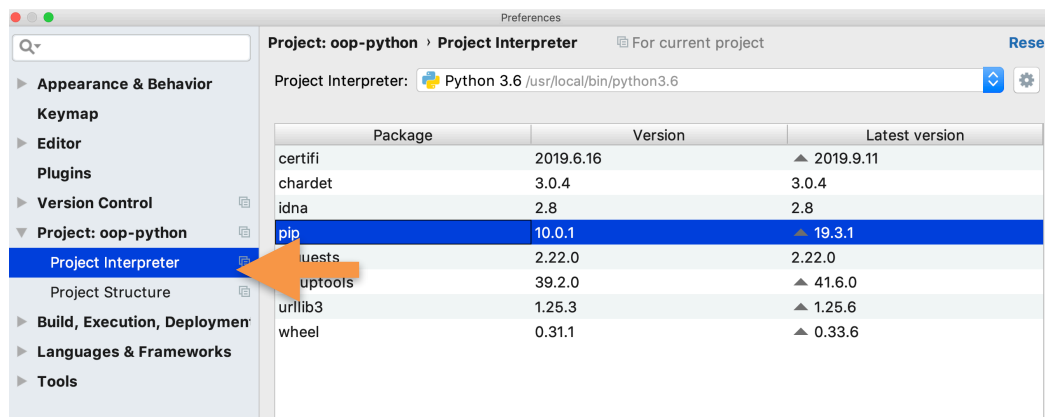 Preferences
Project: oop-python › Project Interpreter For current project Rese
Project Interpreter: Python 3.6 /usr/local/bin/python3.6
Appearance & Behavior
Keymap
Editor
Plugins
Version Control
Project: oop-python
Project Interpreter
Project Structure
Build, Execution, Deploymen
Languages & Frameworks
Tools
Package Version Latest version
certifi 2019.6.16 2019.9.11
chardet 3.0.4 3.0.4
idna 2.8 2.8
pip 10.0.1 19.3.1
uests 2.22.0 2.22.0
uptools 39.2.0 41.6.0
urllib3 1.25.3 1.25.6
wheel 0.31.1 0.33.6